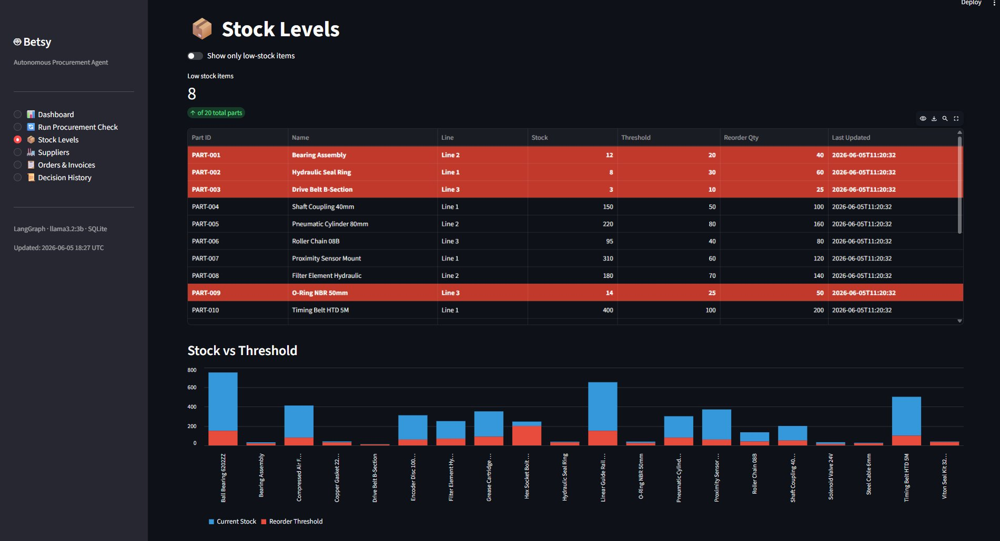 Deploy
Betsy
Autonomous Procurement Agent
Dashboard
Run Procurement Check
Stock Levels
Suppliers
Orders & Invoices
Decision History
LangGraph · llama3.2:3b · SQLite
Updated: 2026-06-05 18:27 UTC
Stock Levels
Show only low-stock items
Low stock items
8
↑ of 20 total parts
Part ID Name Line Stock Threshold Reorder Qty Last Updated
PART-001 Bearing Assembly Line 2 12 20 40 2026-06-05T11:20:32
PART-002 Hydraulic Seal Ring Line 1 8 30 60 2026-06-05T11:20:32
PART-003 Drive Belt B-Section Line 3 3 10 25 2026-06-05T11:20:32
PART-004 Shaft Coupling 40mm Line 1 150 50 100 2026-06-05T11:20:32
PART-005 Pneumatic Cylinder 80mm Line 2 220 80 160 2026-06-05T11:20:32
PART-006 Roller Chain 08B Line 3 95 40 80 2026-06-05T11:20:32
PART-007 Proximity Sensor Mount Line 1 310 60 120 2026-06-05T11:20:32
PART-008 Filter Element Hydraulic Line 2 180 70 140 2026-06-05T11:20:32
PART-009 O-Ring NBR 50mm Line 3 14 25 50 2026-06-05T11:20:32
PART-010 Timing Belt HTD 5M Line 1 400 100 200 2026-06-05T11:20:32
Stock vs Threshold
800
600
400
200
0
Ball Bearing 6202ZZ
Bearing Assembly
Compressed Air F…
Copper Gasket 22…
Drive Belt B-Section
Encoder Disc 100…
Filter Element Hy…
Grease Cartridge …
Hex Socket Bolt …
Hydraulic Seal Ring
Linear Guide Rail …
O-Ring NBR 50mm
Pneumatic Cylind…
Proximity Sensor …
Roller Chain 08B
Shaft Coupling 40…
Solenoid Valve 24V
Steel Cable 6mm
Timing Belt HTD 5M
Viton Seal Kit 32…
Current Stock Reorder Threshold